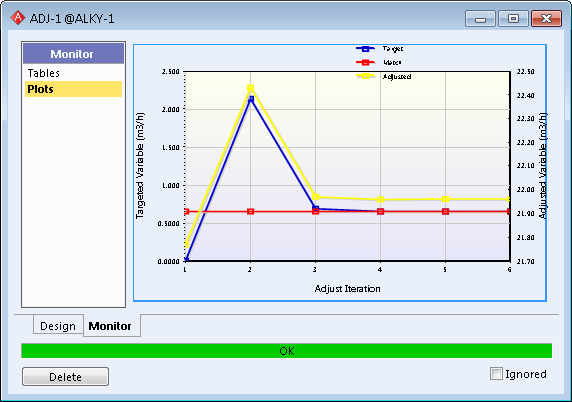 ADJ-1 @ALKY-1
Monitor
Tables
Plots
Target
Match
Adjusted
2.500
2.000
1.500
1.000
0.5000
0.0000
Targeted Variable (m3/h)
22.50
22.40
22.30
22.20
22.10
22.00
21.90
21.80
21.70
Adjusted Variable (m3/h)
1 2 3 4 5 6
Adjust Iteration
Design Monitor
OK
Delete
Ignored